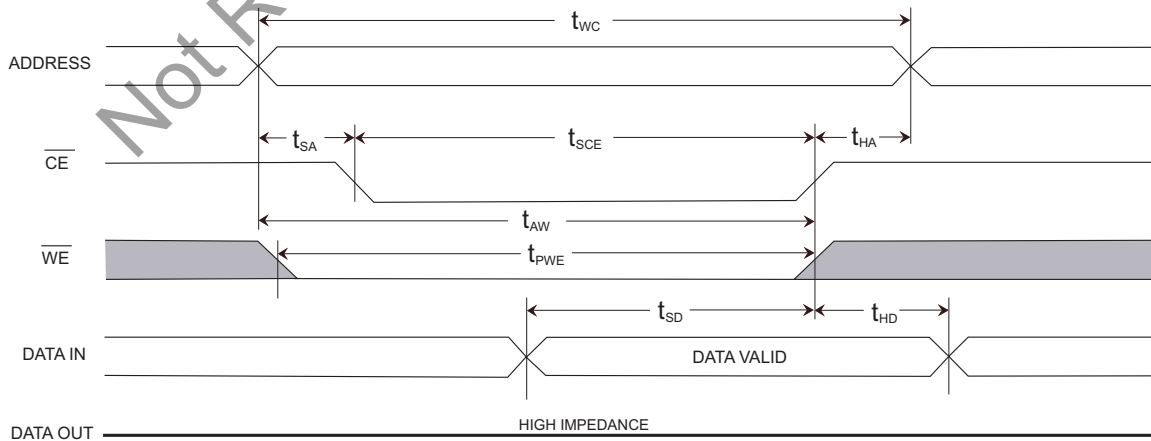 Not R
tWC
ADDRESS
tSA
tSCE
tHA
CE
tAW
WE
tPWE
tSD
tHD
DATA IN
DATA VALID
HIGH IMPEDANCE
DATA OUT